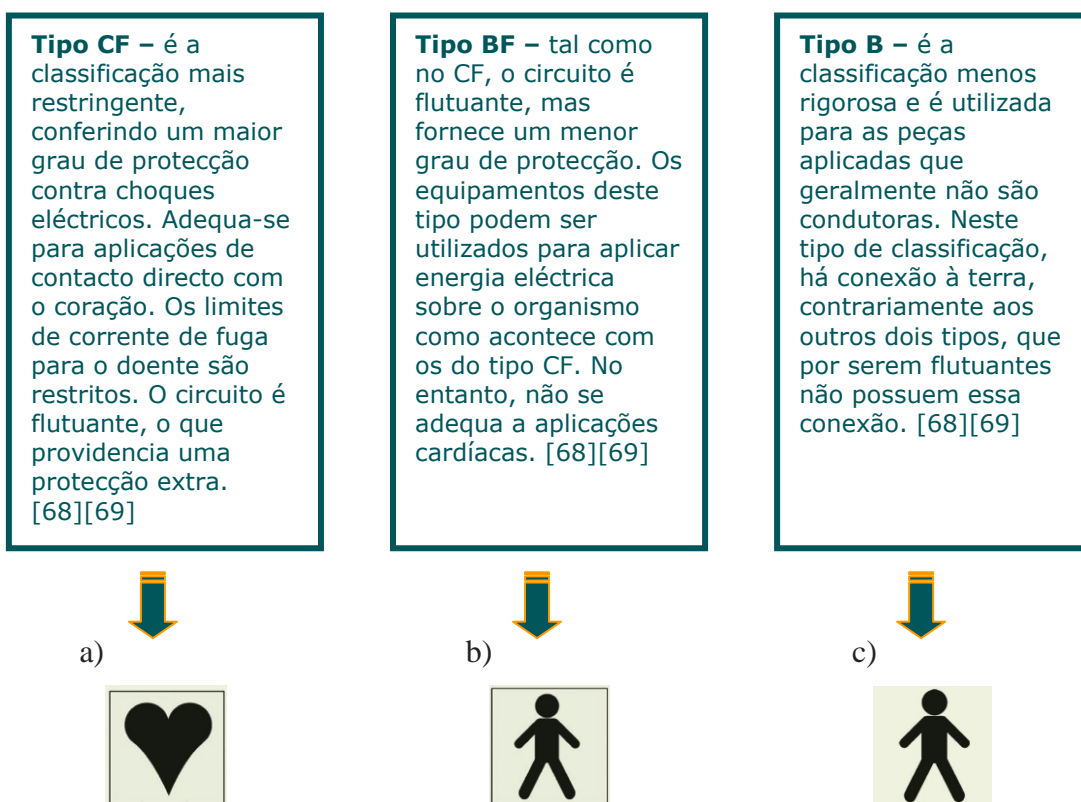 Tipo CF – é a
classificação mais
restringente,
conferindo um maior
grau de protecção
contra choques
eléctricos. Adequa-se
para aplicações de
contacto directo com
o coração. Os limites
de corrente de fuga
para o doente são
restritos. O circuito é
flutuante, o que
providencia uma
protecção extra.
[68][69]
Tipo BF – tal como
no CF, o circuito é
flutuante, mas
fornece um menor
grau de protecção. Os
equipamentos deste
tipo podem ser
utilizados para aplicar
energia eléctrica
sobre o organismo
como acontece com
os do tipo CF. No
entanto, não se
adequa a aplicações
cardíacas. [68][69]
Tipo B – é a
classificação menos
rigorosa e é utilizada
para as peças
aplicadas que
geralmente não são
condutoras. Neste
tipo de classificação,
há conexão à terra,
contrariamente aos
outros dois tipos, que
por serem flutuantes
não possuem essa
conexão. [68][69]
a)
b)
c)